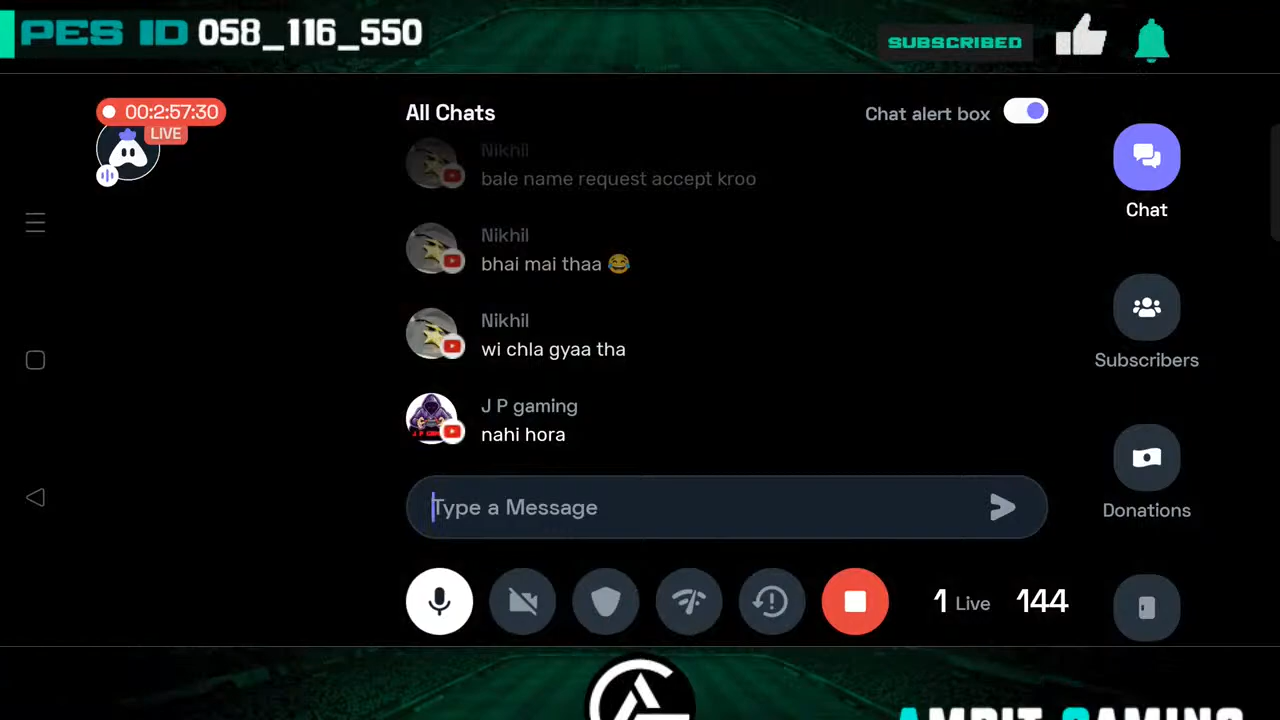 PES ID 058_116_550
SUBSCRIBED
00:2:57:30
LIVE
All Chats
Chat alert box
Nikhil
bale name request accept kroo
Nikhil
bhai mai thaa 😂
Nikhil
wi chla gyaa tha
J P gaming
nahi hora
Type a Message
Chat
Subscribers
Donations
1 Live 144